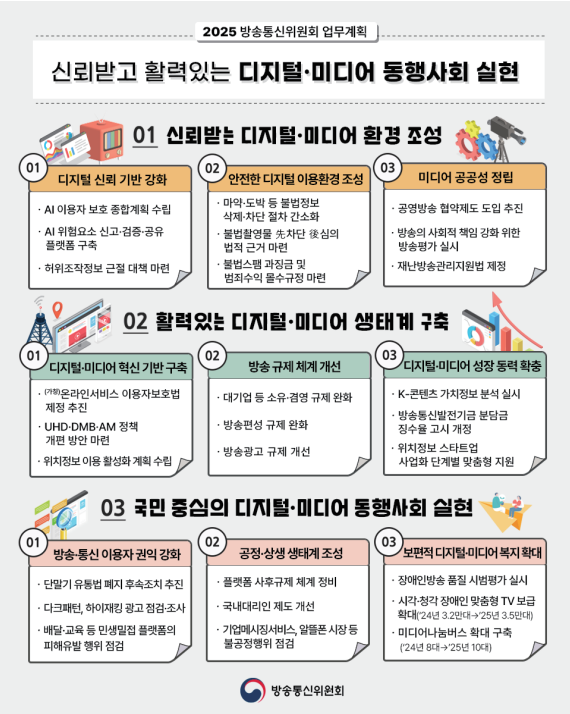 2025 방송통신위원회 업무계획
신뢰받고 활력있는 디지털·미디어 동행사회 실현
01 신뢰받는 디지털·미디어 환경 조성
01
디지털 신뢰 기반 강화
· AI 이용자 보호 종합계획 수립
· AI 위험요소 신고·검증·공유
플랫폼 구축
· 허위조작정보 근절 대책 마련
02
안전한 디지털 이용환경 조성
· 마약·도박 등 불법정보
삭제·차단 절차 간소화
· 불법촬영물 先차단 後심의
법적 근거 마련
· 불법스팸 과징금 및
범죄수익 몰수규정 마련
03
미디어 공공성 정립
· 공영방송 협약제도 도입 추진
· 방송의 사회적 책임 강화 위한
방송평가 실시
· 재난방송관리지원법 제정
02 활력있는 디지털·미디어 생태계 구축
01
디지털·미디어 혁신 기반 구축
· (가칭)온라인서비스 이용자보호법
제정 추진
· UHD·DMB·AM 정책
개편 방안 마련
· 위치정보 이용 활성화 계획 수립
02
방송 규제 체계 개선
· 대기업 등 소유·겸영 규제 완화
· 방송편성 규제 완화
· 방송광고 규제 개선
03
디지털·미디어 성장 동력 확충
· K-콘텐츠 가치정보 분석 실시
· 방송통신발전기금 분담금
징수율 고시 개정
· 위치정보 스타트업
사업화 단계별 맞춤형 지원
03 국민 중심의 디지털·미디어 동행사회 실현
01
방송·통신 이용자 권익 강화
· 단말기 유통법 폐지 후속조치 추진
· 다크패턴, 하이재킹 광고 점검·조사
· 배달·교육 등 민생밀접 플랫폼의
피해유발 행위 점검
02
공정·상생 생태계 조성
· 플랫폼 사후규제 체계 정비
· 국내대리인 제도 개선
· 기업메시징서비스, 알뜰폰 시장 등
불공정행위 점검
03
보편적 디지털·미디어 복지 확대
· 장애인방송 품질 시범평가 실시
· 시각·청각 장애인 맞춤형 TV 보급
확대('24년 3.2만대→'25년 3.5만대)
· 미디어나눔버스 확대 구축
('24년 8대→'25년 10대)
방송통신위원회